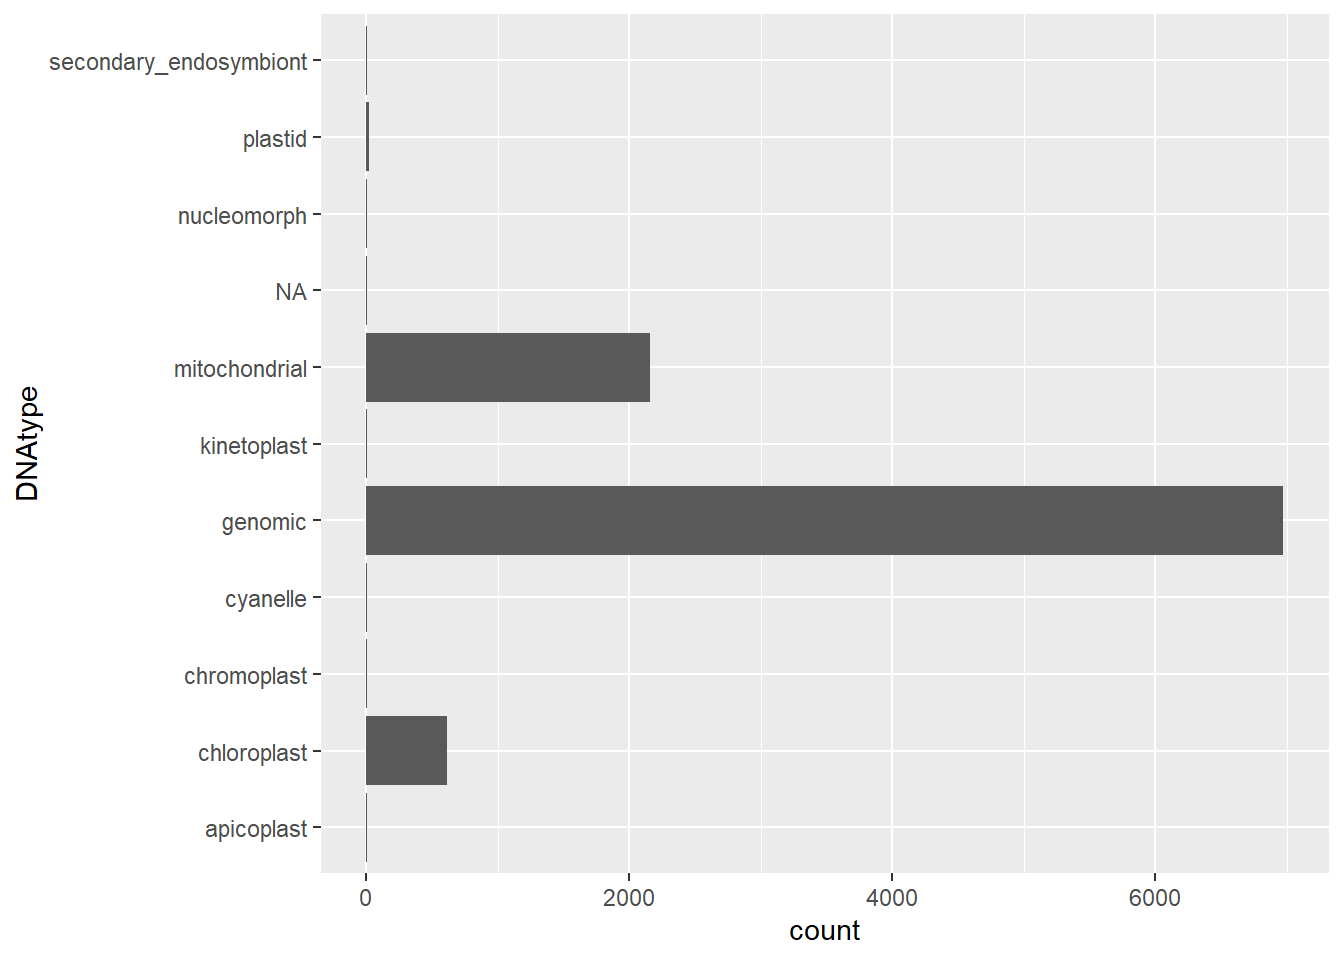 secondary_endosymbiont
plastid
nucleomorph
NA
mitochondrial
kinetoplast
genomic
cyanelle
chromoplast
chloroplast
apicoplast
DNAtype
0 2000 4000 6000
count